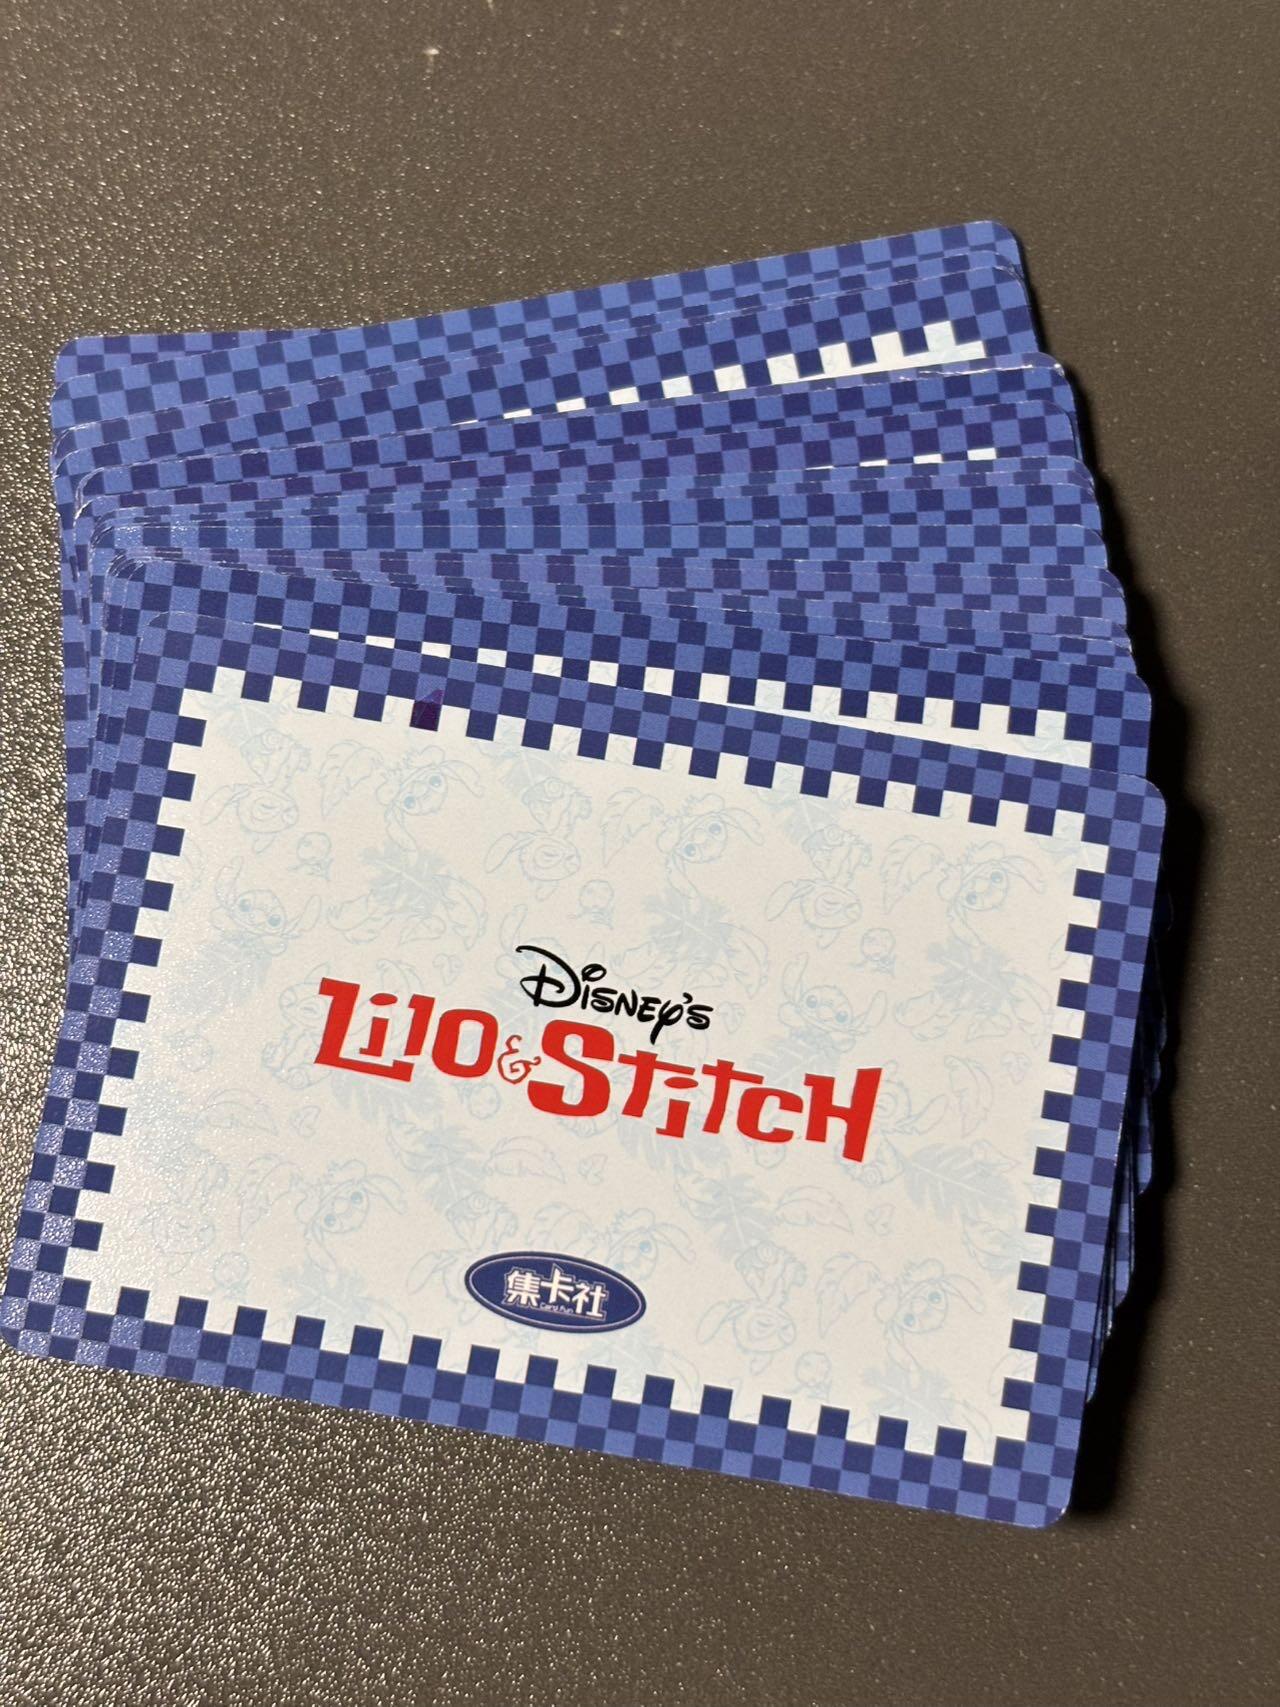 Disney's
Lilo & Stitch
集卡社
Card Fun